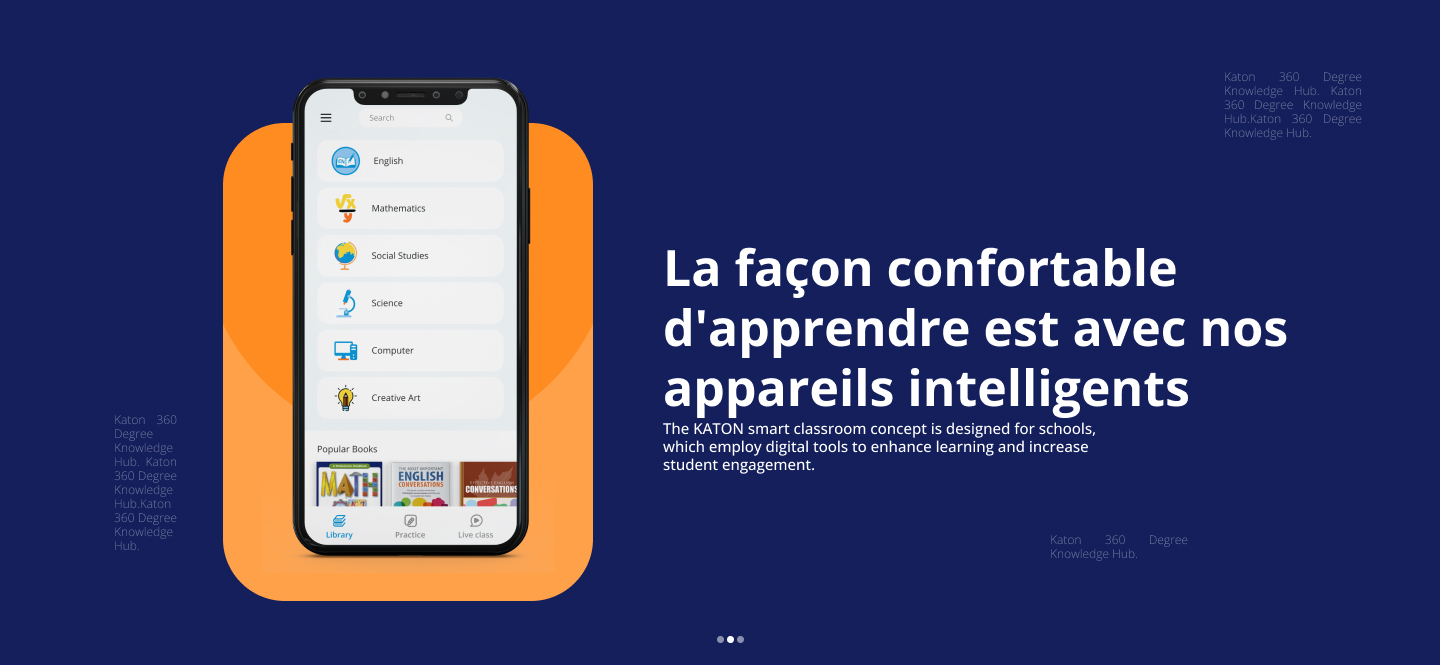 Katon 360 Degree
Knowledge Hub. Katon
360 Degree Knowledge
Hub.Katon 360 Degree
Knowledge Hub.
Search
English
Mathematics
Social Studies
Science
Computer
Creative Art
Popular Books
MATH
THE MOST IMPORTANT
ENGLISH
CONVERSATIONS
CONVERSATIONS
Library
Practice
Live class
La façon confortable
d'apprendre est avec nos
appareils intelligents
The KATON smart classroom concept is designed for schools,
which employ digital tools to enhance learning and increase
student engagement.
Katon 360
Degree
Knowledge
Hub. Katon
360 Degree
Knowledge
Hub.Katon
360 Degree
Knowledge
Hub.
Katon 360 Degree
Knowledge Hub.